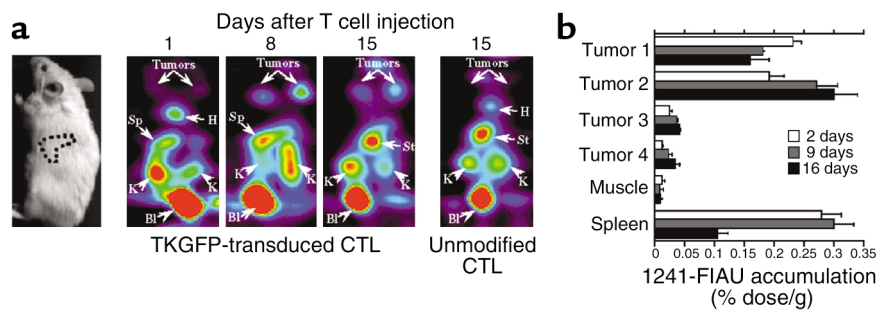 a
Days after T cell injection
1 8 15 15
Tumors Tumors Tumors Tumors
H H
Sp Sp St St
K K K K K K K K
Bl Bl Bl Bl
TKGFP-transduced CTL
Unmodified
CTL
b
Tumor 1
Tumor 2
Tumor 3
Tumor 4
Muscle
Spleen
2 days
9 days
16 days
0 0.05 0.1 0.15 0.2 0.25 0.3 0.35
1241-FIAU accumulation
(% dose/g)